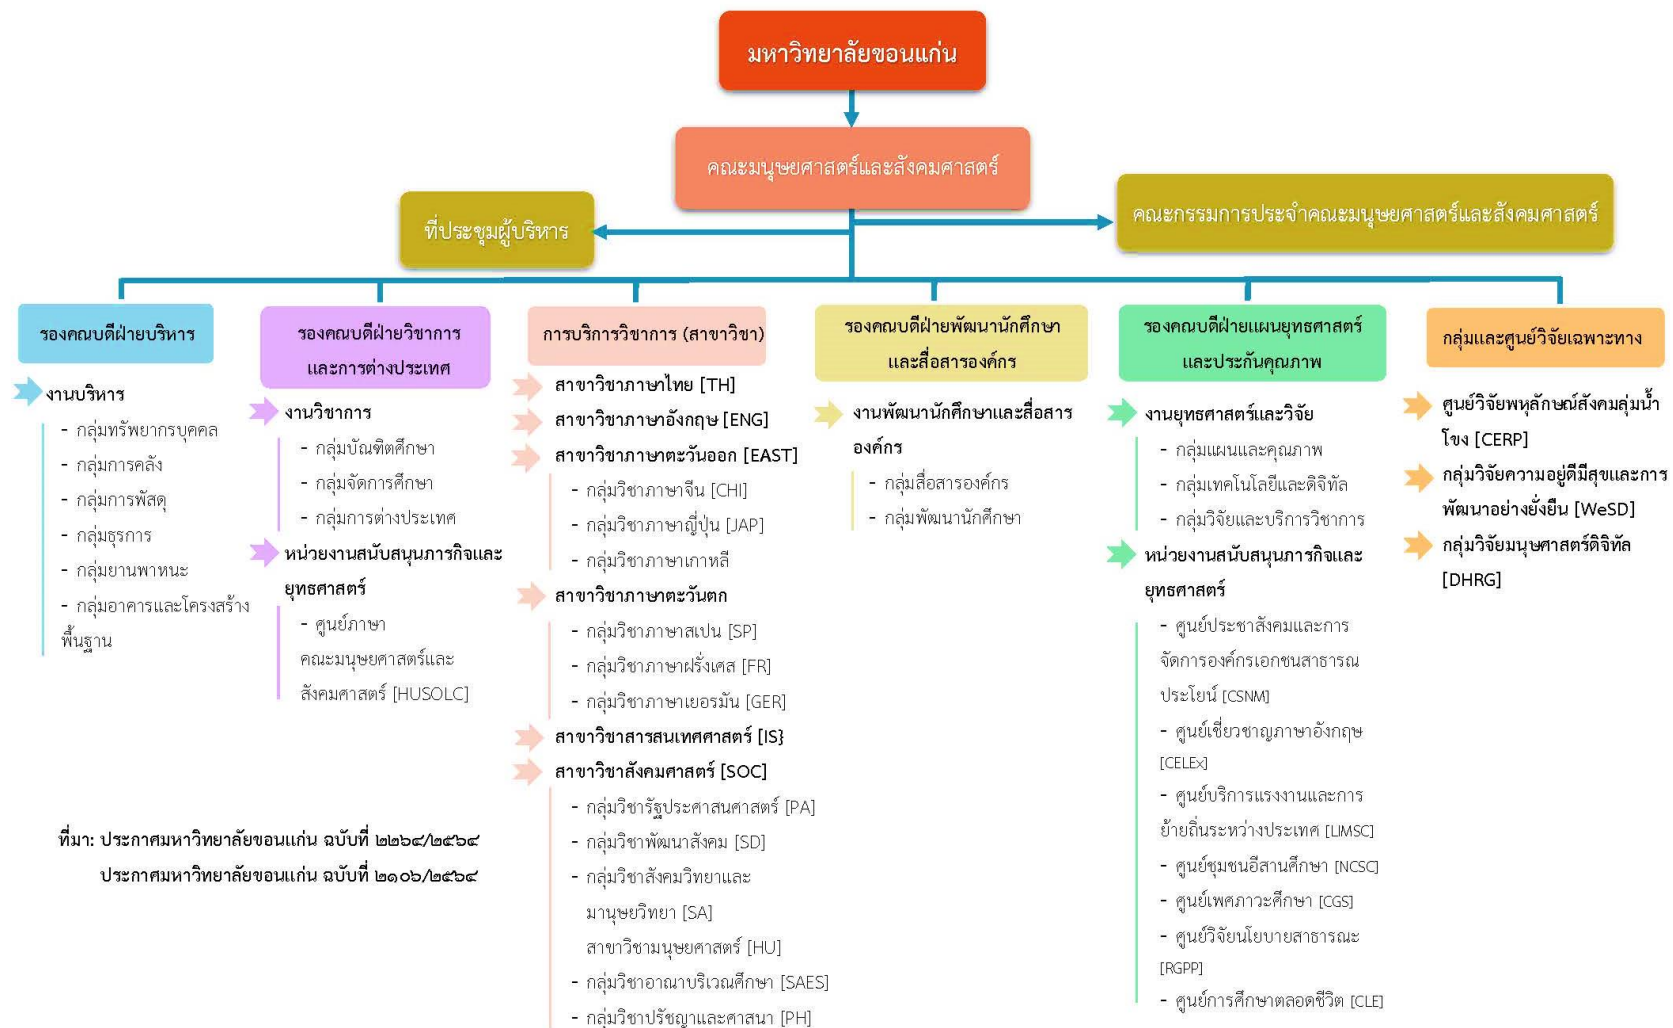 มหาวิทยาลัยขอนแก่น
คณะมนุษยศาสตร์และสังคมศาสตร์
ที่ประชุมผู้บริหาร
คณะกรรมการประจำคณะมนุษยศาสตร์และสังคมศาสตร์
รองคณบดีฝ่ายบริหาร
งานบริหาร
- กลุ่มทรัพยากรบุคคล
- กลุ่มการคลัง
- กลุ่มการพัสดุ
- กลุ่มธุรการ
- กลุ่มยานพาหนะ
- กลุ่มอาคารและโครงสร้าง
พื้นฐาน
รองคณบดีฝ่ายวิชาการ
และการต่างประเทศ
งานวิชาการ
- กลุ่มบัณฑิตศึกษา
- กลุ่มจัดการศึกษา
- กลุ่มการต่างประเทศ
หน่วยงานสนับสนุนภารกิจและ
ยุทธศาสตร์
- ศูนย์ภาษา
คณะมนุษยศาสตร์และ
สังคมศาสตร์ [HUSOLC]
การบริการวิชาการ (สาขาวิชา)
สาขาวิชาภาษาไทย [TH]
สาขาวิชาภาษาอังกฤษ [ENG]
สาขาวิชาภาษาตะวันออก [EAST]
- กลุ่มวิชาภาษาจีน [CHI]
- กลุ่มวิชาภาษาญี่ปุ่น [JAP]
- กลุ่มวิชาภาษาเกาหลี
สาขาวิชาภาษาตะวันตก
- กลุ่มวิชาภาษาสเปน [SP]
- กลุ่มวิชาภาษาฝรั่งเศส [FR]
- กลุ่มวิชาภาษาเยอรมัน [GER]
สาขาวิชาสารสนเทศศาสตร์ [IS}
สาขาวิชาสังคมศาสตร์ [SOC]
- กลุ่มวิชารัฐประศาสนศาสตร์ [PA]
- กลุ่มวิชาพัฒนาสังคม [SD]
- กลุ่มวิชาสังคมวิทยาและ
มานุษยวิทยา [SA]
สาขาวิชามนุษยศาสตร์ [HU]
- กลุ่มวิชาอาณาบริเวณศึกษา [SAES]
- กลุ่มวิชาปรัชญาและศาสนา [PH]
รองคณบดีฝ่ายพัฒนานักศึกษา
และสื่อสารองค์กร
งานพัฒนานักศึกษาและสื่อสาร
องค์กร
- กลุ่มสื่อสารองค์กร
- กลุ่มพัฒนานักศึกษา
รองคณบดีฝ่ายแผนยุทธศาสตร์
และประกันคุณภาพ
งานยุทธศาสตร์และวิจัย
- กลุ่มแผนและคุณภาพ
- กลุ่มเทคโนโลยีและดิจิทัล
- กลุ่มวิจัยและบริการวิชาการ
หน่วยงานสนับสนุนภารกิจและ
ยุทธศาสตร์
- ศูนย์ประชาสังคมและการ
จัดการองค์กรเอกชนสาธารณ
ประโยน์ [CSNM]
- ศูนย์เชี่ยวชาญภาษาอังกฤษ
[CELEx]
- ศูนย์บริการแรงงานและการ
ย้ายถิ่นระหว่างประเทศ [LIMSC]
- ศูนย์ชุมชนอีสานศึกษา [NCSC]
- ศูนย์เพศภาวะศึกษา [CGS]
- ศูนย์วิจัยนโยบายสาธารณะ
[RGPP]
- ศูนย์การศึกษาตลอดชีวิต [CLE]
กลุ่มและศูนย์วิจัยเฉพาะทาง
ศูนย์วิจัยพหุลักษณ์สังคมลุ่มน้ำ
โขง [CERP]
กลุ่มวิจัยความอยู่ดีมีสุขและการ
พัฒนาอย่างยั่งยืน [WeSD]
กลุ่มวิจัยมนุษศาสตร์ดิจิทัล
[DHRG]
ที่มา: ประกาศมหาวิทยาลัยขอนแก่น ฉบับที่ ๒๒๖๔/๒๕๖๔
ประกาศมหาวิทยาลัยขอนแก่น ฉบับที่ ๒๑๐๖/๒๕๖๔